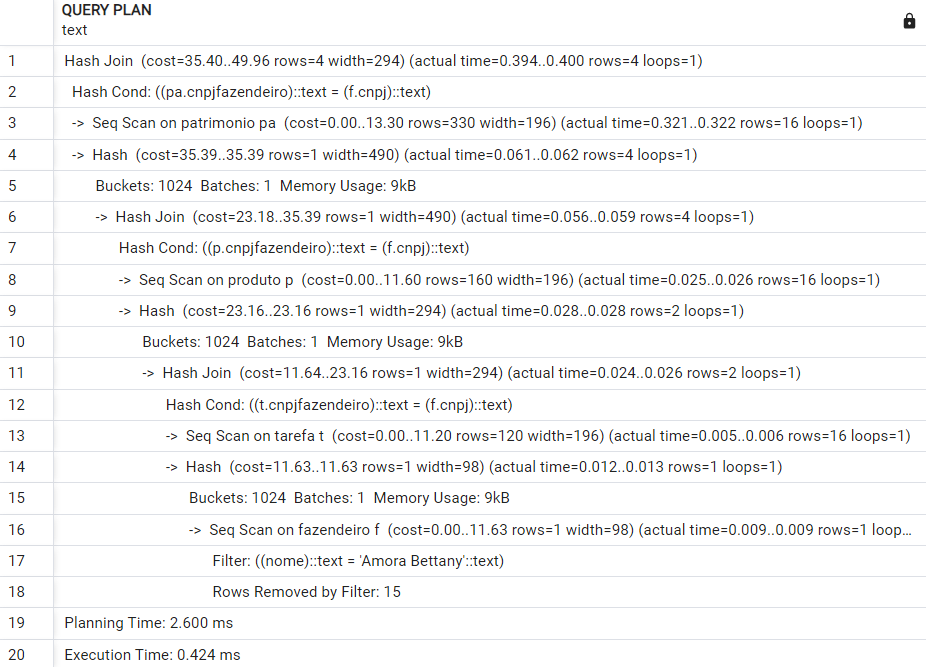 QUERY PLAN
text
1 Hash Join (cost=35.40..49.96 rows=4 width=294) (actual time=0.394..0.400 rows=4 loops=1)
2 Hash Cond: ((pa.cnpjfazendeiro)::text = (f.cnpj)::text)
3 -> Seq Scan on patrimonio pa (cost=0.00..13.30 rows=330 width=196) (actual time=0.321..0.322 rows=16 loops=1)
4 -> Hash (cost=35.39..35.39 rows=1 width=490) (actual time=0.061..0.062 rows=4 loops=1)
5 Buckets: 1024 Batches: 1 Memory Usage: 9kB
6 -> Hash Join (cost=23.18..35.39 rows=1 width=490) (actual time=0.056..0.059 rows=4 loops=1)
7 Hash Cond: ((p.cnpjfazendeiro)::text = (f.cnpj)::text)
8 -> Seq Scan on produto p (cost=0.00..11.60 rows=160 width=196) (actual time=0.025..0.026 rows=16 loops=1)
9 -> Hash (cost=23.16..23.16 rows=1 width=294) (actual time=0.028..0.028 rows=2 loops=1)
10 Buckets: 1024 Batches: 1 Memory Usage: 9kB
11 -> Hash Join (cost=11.64..23.16 rows=1 width=294) (actual time=0.024..0.026 rows=2 loops=1)
12 Hash Cond: ((t.cnpjfazendeiro)::text = (f.cnpj)::text)
13 -> Seq Scan on tarefa t (cost=0.00..11.20 rows=120 width=196) (actual time=0.005..0.006 rows=16 loops=1)
14 -> Hash (cost=11.63..11.63 rows=1 width=98) (actual time=0.012..0.013 rows=1 loops=1)
15 Buckets: 1024 Batches: 1 Memory Usage: 9kB
16 -> Seq Scan on fazendeiro f (cost=0.00..11.63 rows=1 width=98) (actual time=0.009..0.009 rows=1 loop...
17 Filter: ((nome)::text = 'Amora Bettany'::text)
18 Rows Removed by Filter: 15
19 Planning Time: 2.600 ms
20 Execution Time: 0.424 ms